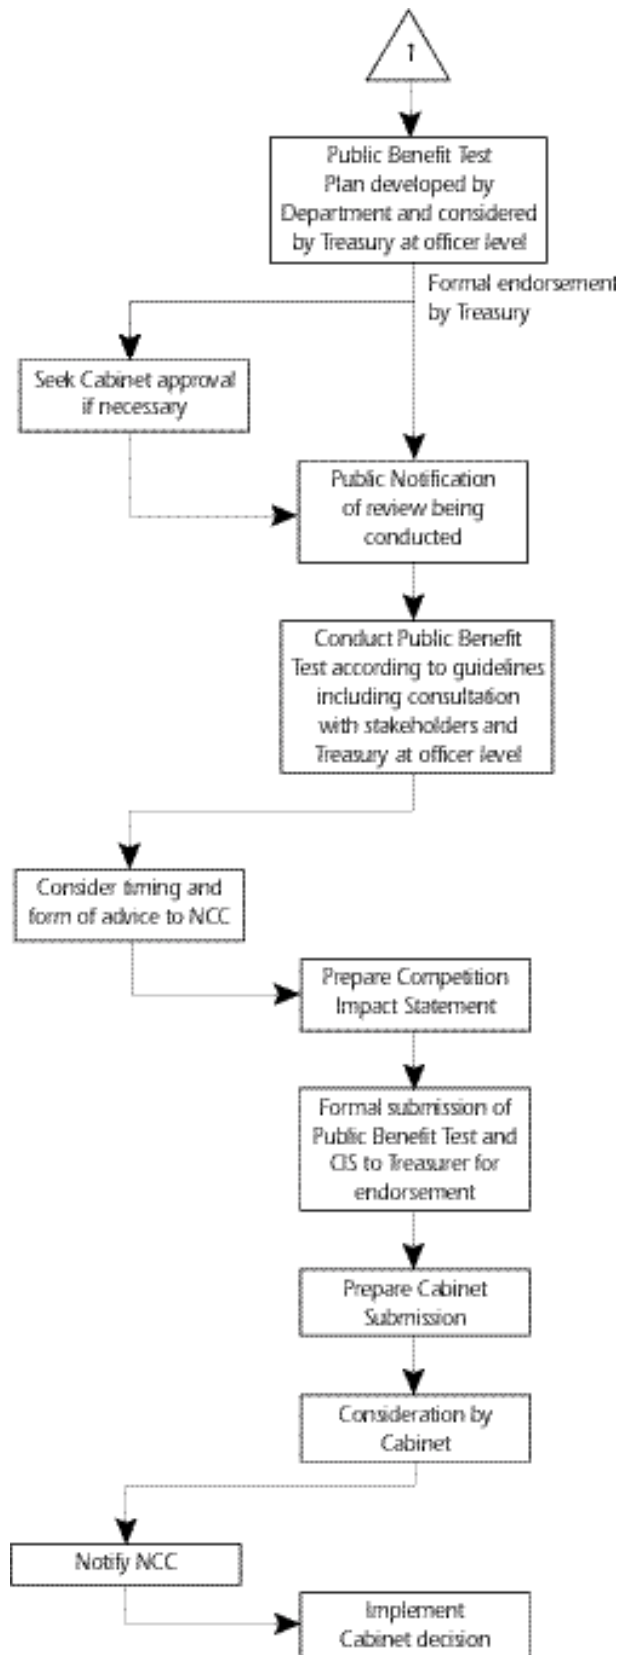 1
Public Benefit Test
Plan developed by
Department and considered
by Treasury at officer level
Formal endorsement
by Treasury
Seek Cabinet approval
if necessary
Public Notification
of review being
conducted
Conduct Public Benefit
Test according to guidelines
including consultation
with stakeholders and
Treasury at officer level
Consider timing and
form of advice to NCC
Prepare Competition
Impact Statement
Formal submission of
Public Benefit Test and
CIS to Treasurer for
endorsement
Prepare Cabinet
Submission
Consideration by
Cabinet
Notify NCC
Implement
Cabinet decision